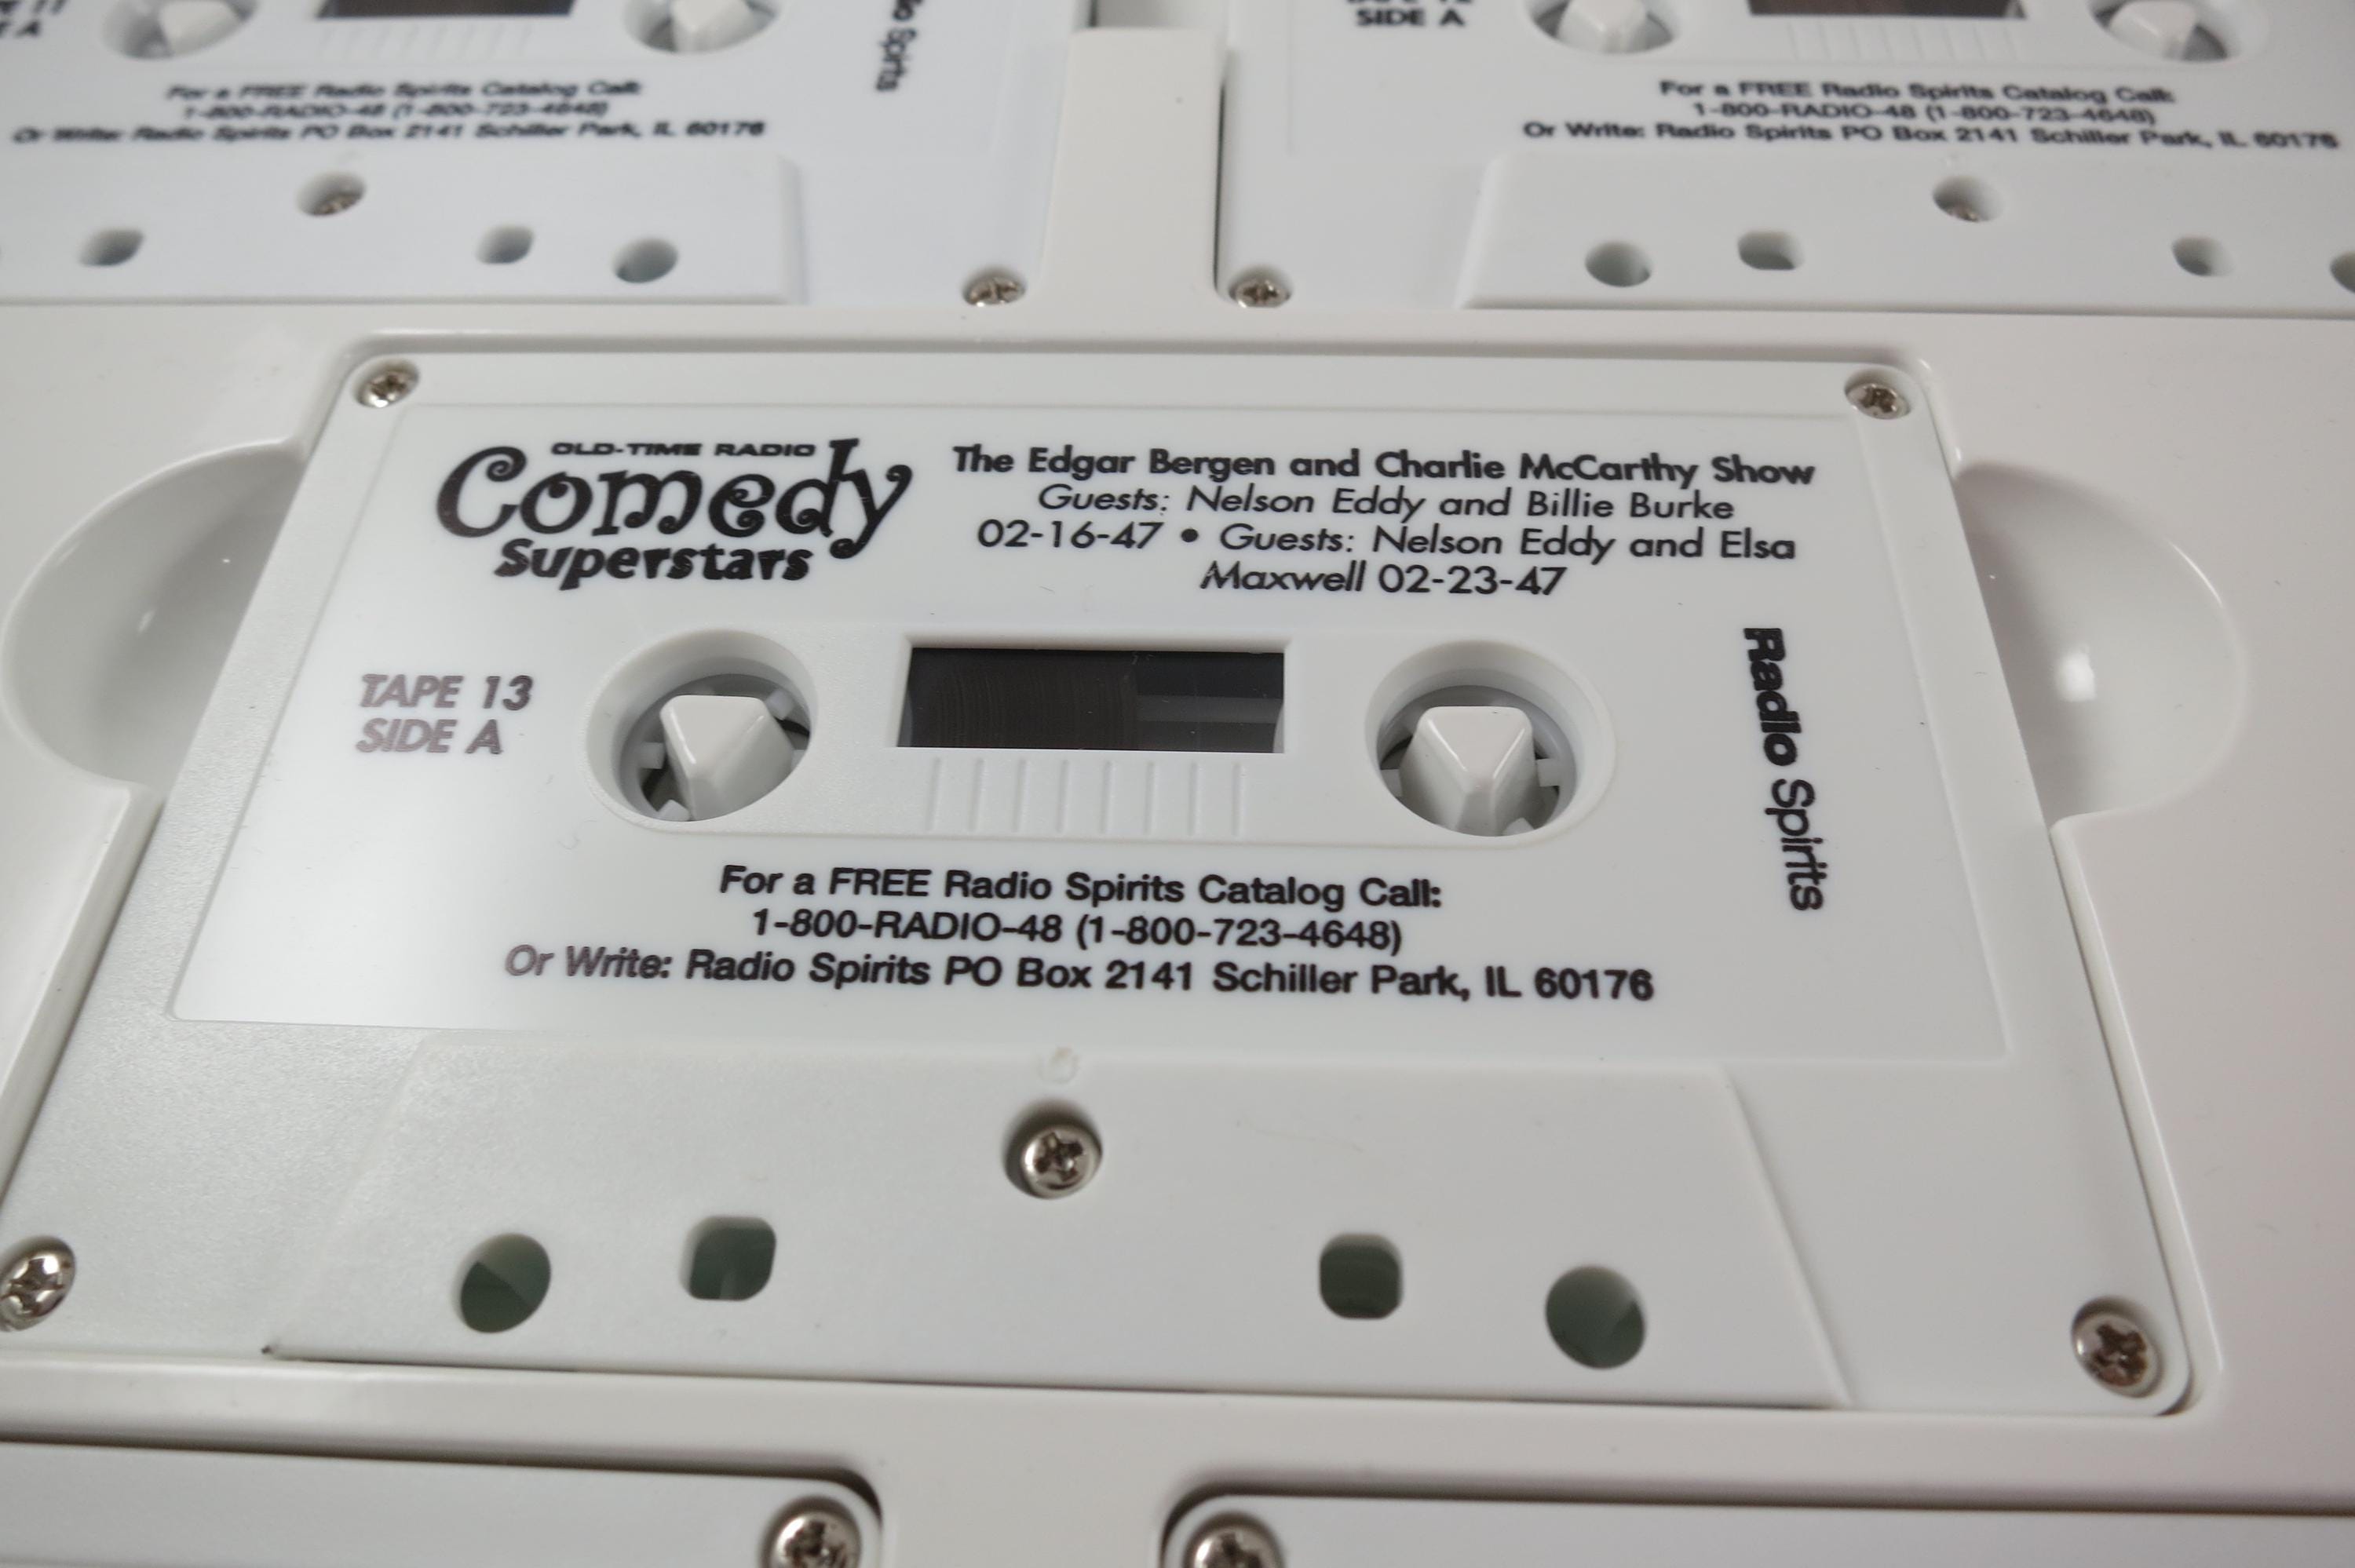 SIDE A
For a FREE Radio Spirits Catalog Call:
1-800-RADIO-48 (1-800-723-4648)
Or Write: Radio Spirits PO Box 2141 Schiller Park, IL 60176
Spirits
For a FREE Radio Spirits Catalog Call:
1-800-RADIO-48 (1-800-723-4648)
Or Write: Radio Spirits PO Box 2141 Schiller Park, IL 60176
OLD-TIME RADIO
Comedy
Superstars
The Edgar Bergen and Charlie McCarthy Show
Guests: Nelson Eddy and Billie Burke
02-16-47 • Guests: Nelson Eddy and Elsa
Maxwell 02-23-47
TAPE 13
SIDE A
Radio Spirits
For a FREE Radio Spirits Catalog Call:
1-800-RADIO-48 (1-800-723-4648)
Or Write: Radio Spirits PO Box 2141 Schiller Park, IL 60176